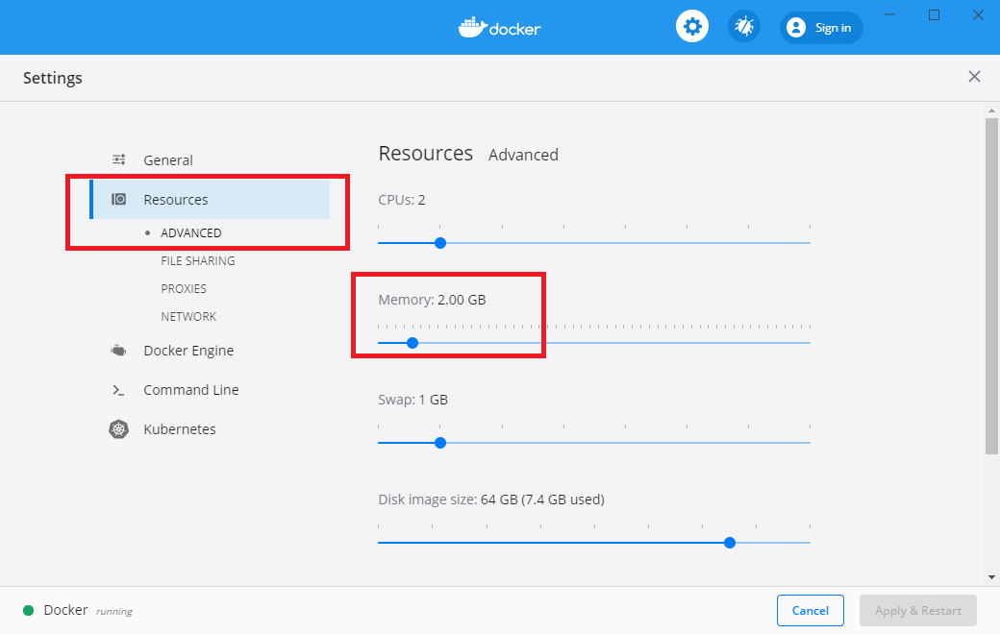 docker
Sign in
Settings
General
Resources
ADVANCED
FILE SHARING
PROXIES
NETWORK
Docker Engine
Command Line
Kubernetes
Resources Advanced
CPUs: 2
Memory: 2.00 GB
Swap: 1 GB
Disk image size: 64 GB (7.4 GB used)
Docker running
Cancel
Apply & Restart